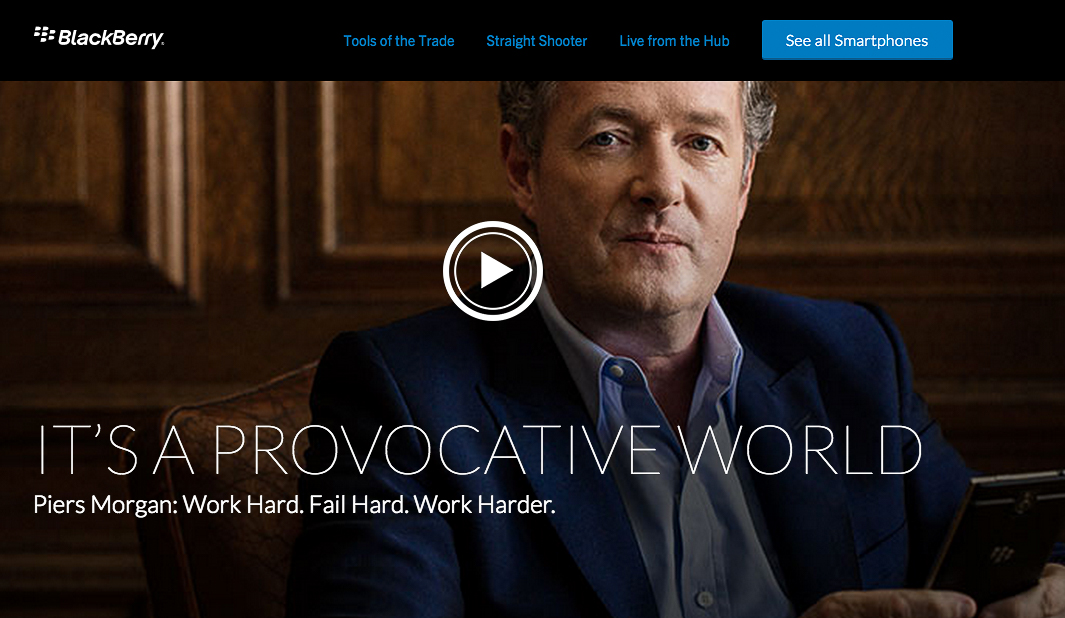 BlackBerry
Tools of the Trade
Straight Shooter
Live from the Hub
See all Smartphones
IT'S A PROVOCATIVE WORLD
Piers Morgan: Work Hard. Fail Hard. Work Harder.